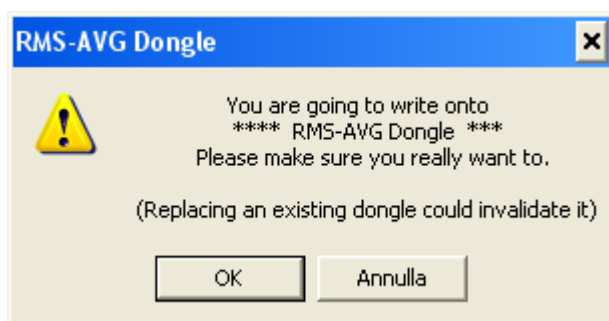 RMS-AVG Dongle
You are going to write onto
**** RMS-AVG Dongle ***
Please make sure you really want to.
(Replacing an existing dongle could invalidate it)
OK Annulla